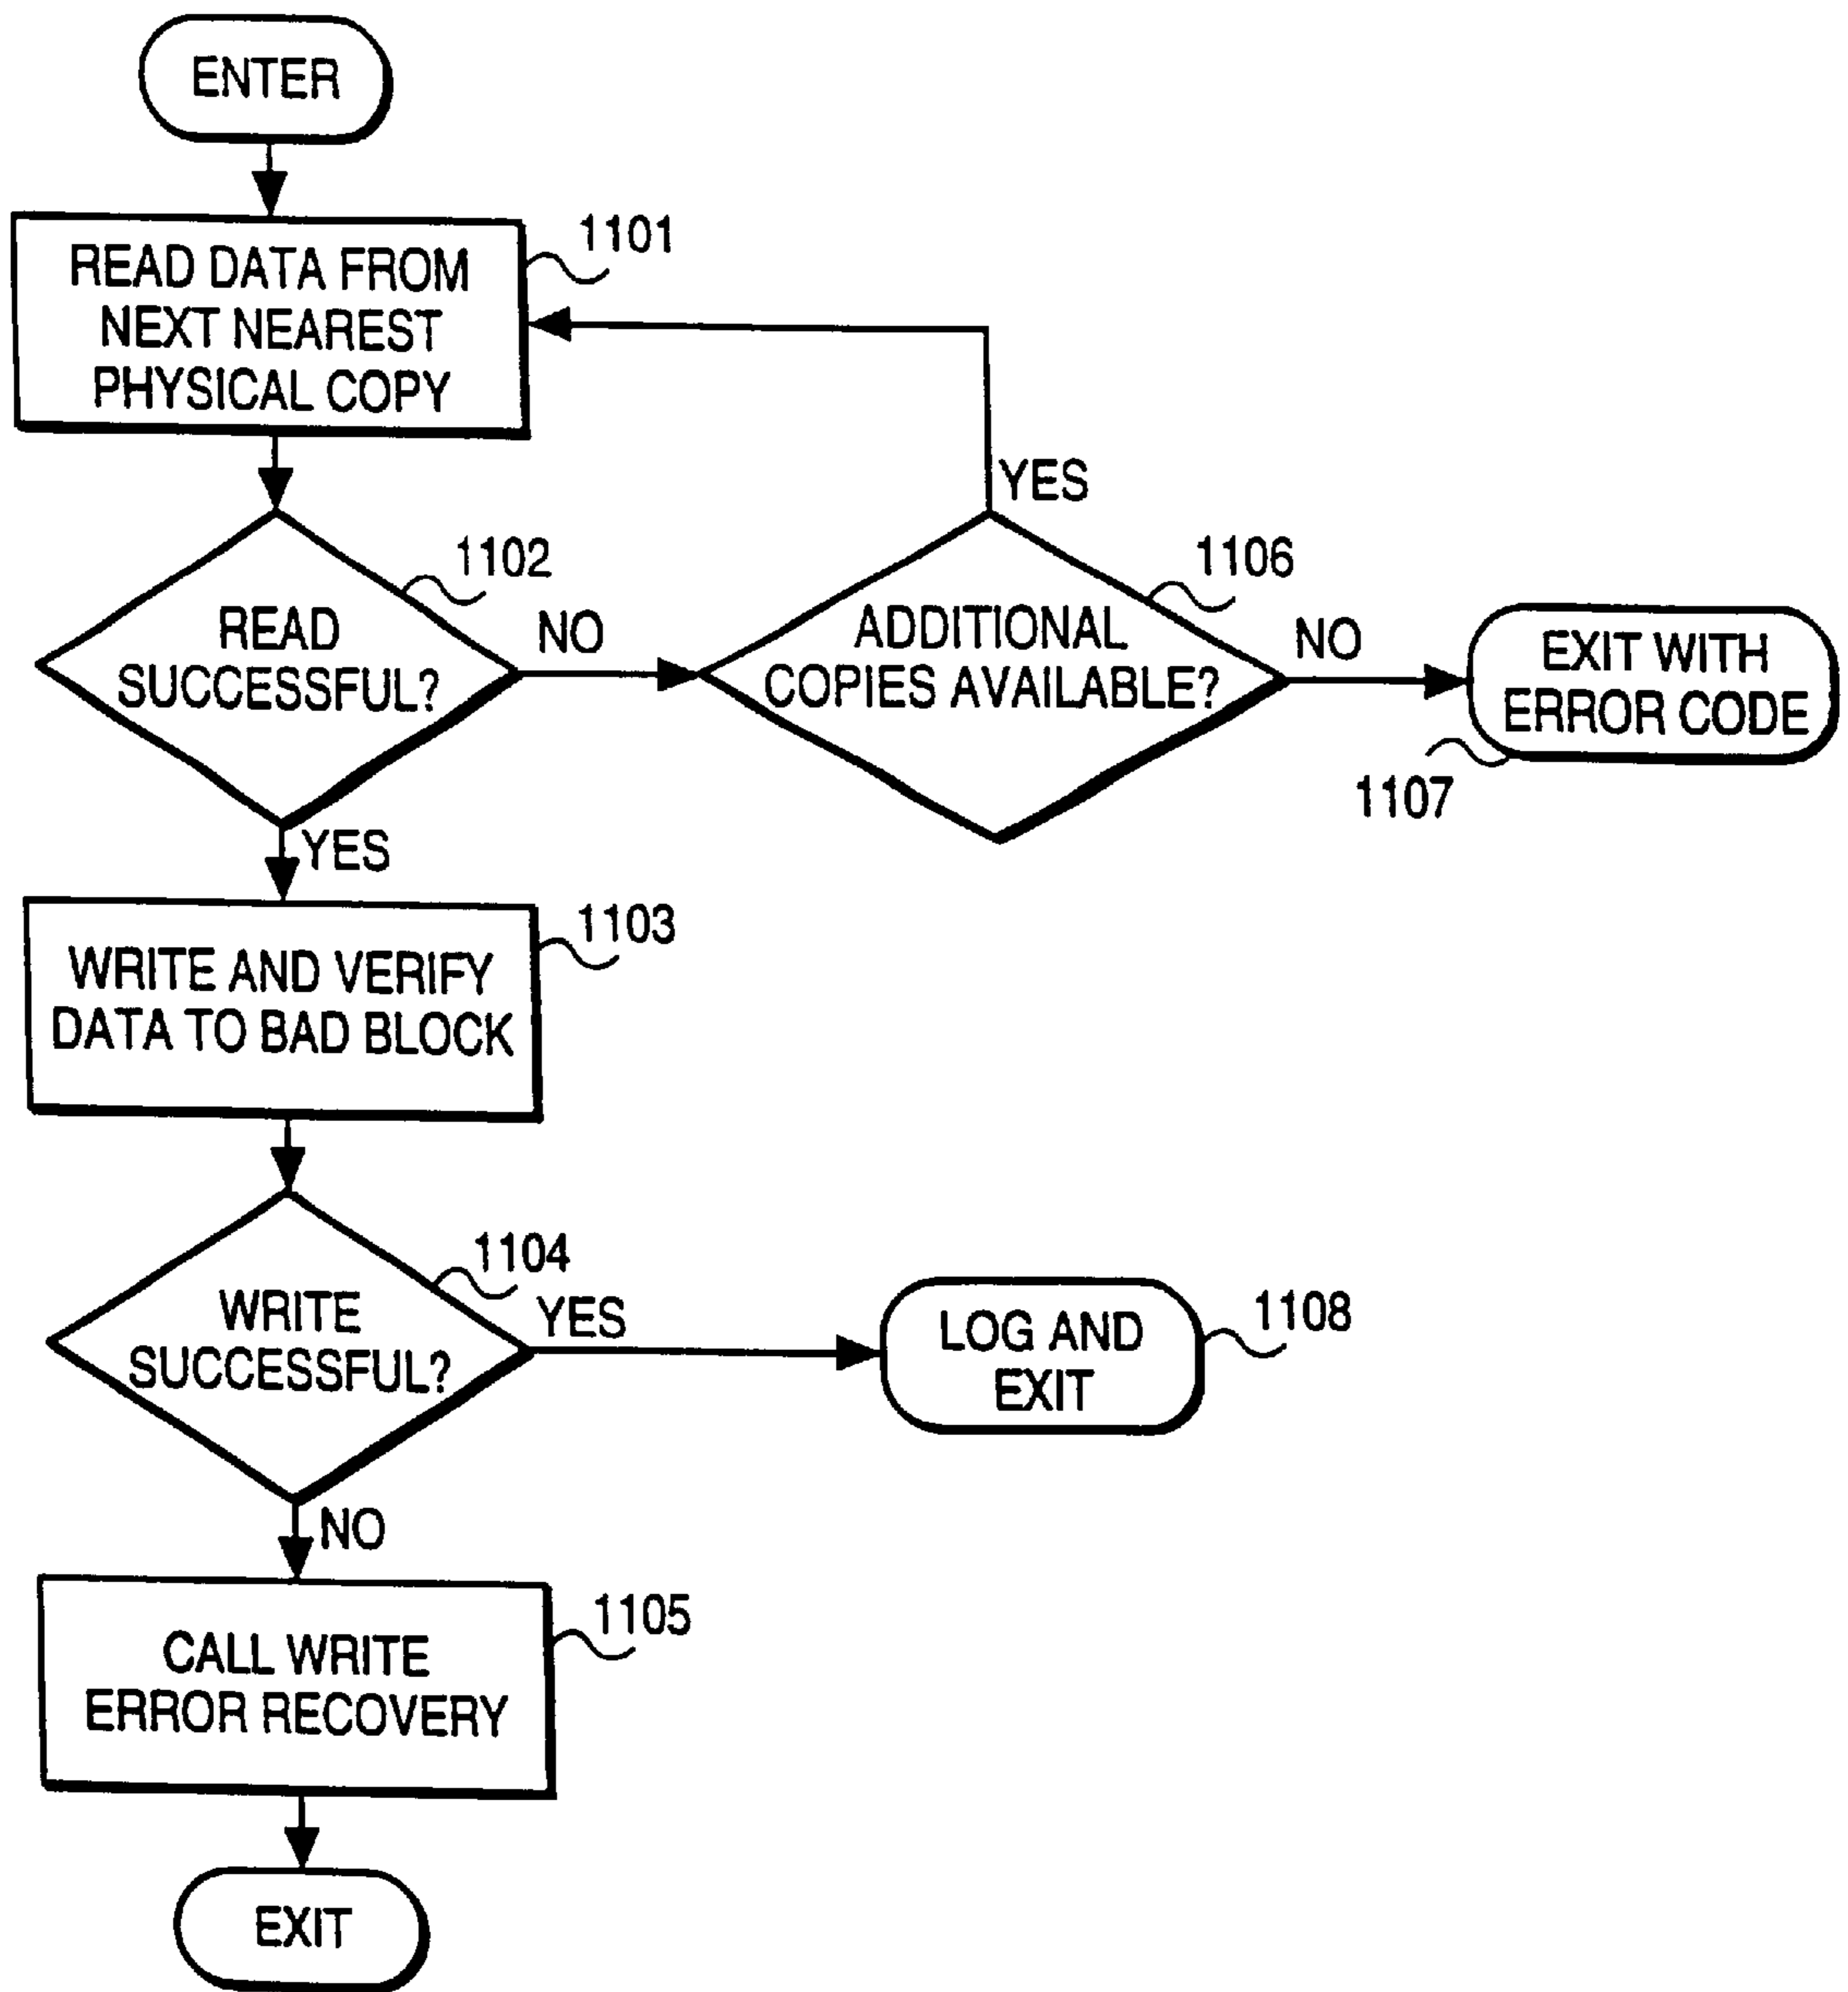 ENTER
1101
READ DATA FROM
NEXT NEAREST
PHYSICAL COPY
YES
1102
1106
READ
SUCCESSFUL?
NO
ADDITIONAL
COPIES AVAILABLE?
NO
EXIT WITH
ERROR CODE
1107
YES
1103
WRITE AND VERIFY
DATA TO BAD BLOCK
1104
WRITE
SUCCESSFUL?
YES
LOG AND
EXIT
1108
NO
1105
CALL WRITE
ERROR RECOVERY
EXIT